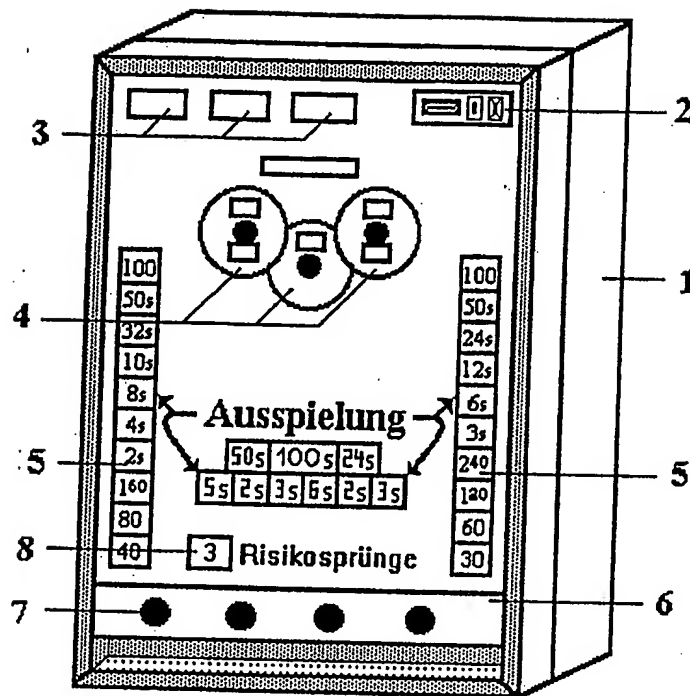 2
3
1
4
100
50s
32s
10s
8s
4s
2s
160
80
40
100
50s
24s
12s
6s
3s
240
120
60
30
Ausspielung
50s 100s 24s
5s 2s 3s 6s 2s 3s
5
5
8
3 Risikosprünge
7
6